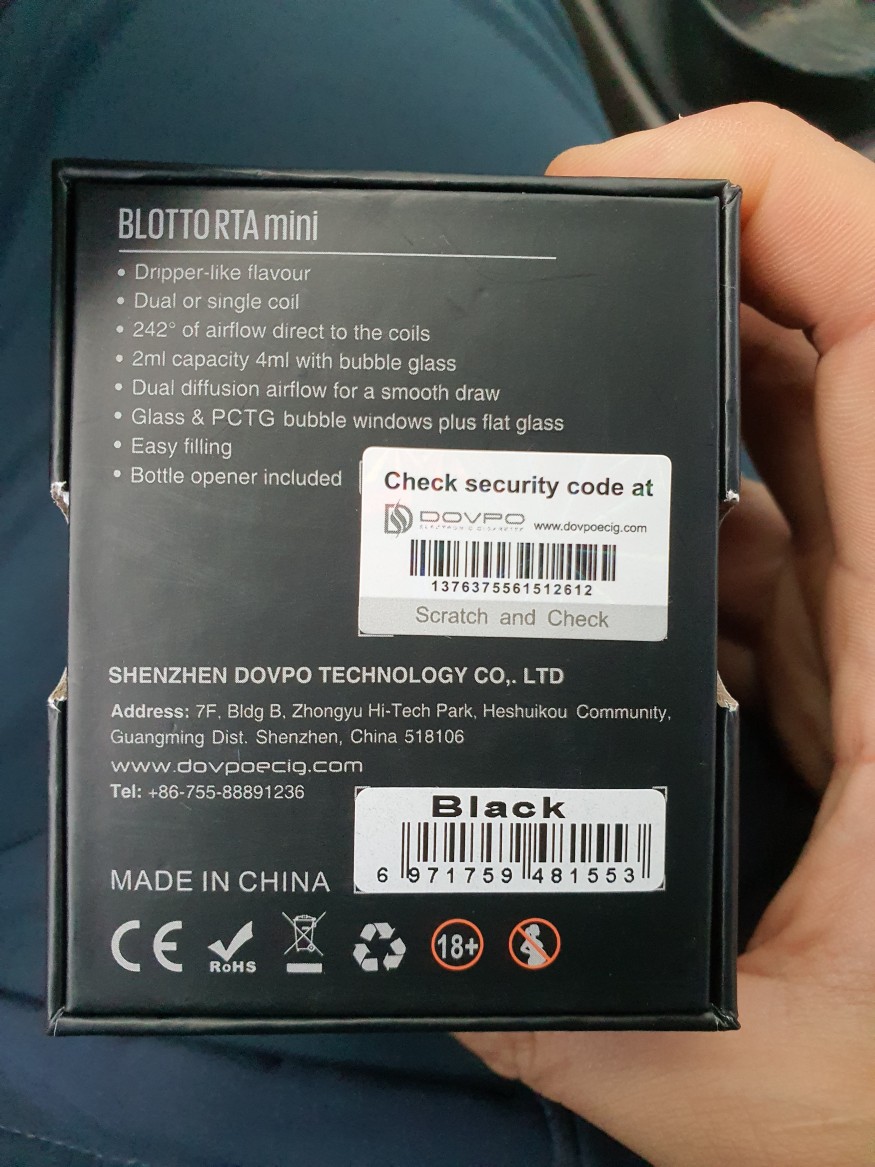 BLOTTO RTA mini
• Dripper-like flavour
• Dual or single coil
• 242° of airflow direct to the coils
• 2ml capacity 4ml with bubble glass
• Dual diffusion airflow for a smooth draw
• Glass & PCTG bubble windows plus flat glass
• Easy filling
• Bottle opener included
Check security code at
DOVPO www.dovpoecig.com
ELECTRONIC CIGARETTE
1376375561512612
Scratch and Check
SHENZHEN DOVPO TECHNOLOGY CO,. LTD
Address: 7F, Bldg B, Zhongyu Hi-Tech Park, Heshuikou Community,
Guangming Dist. Shenzhen, China 518106
www.dovpoecig.com
Tel: +86-755-88891236
Black
6 971759 481553
MADE IN CHINA
CE RoHS 18+